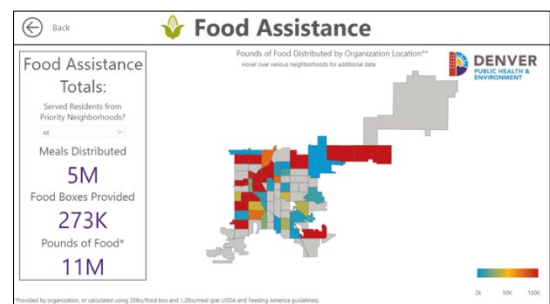 Back
Food Assistance
Food Assistance
Totals:
Served Residents from
Priority Neighborhoods?
All
Meals Distributed
5M
Food Boxes Provided
273K
Pounds of Food*
11M
Pounds of Food Distributed by Organization Location**
Hover over various neighborhoods for additional data
DENVER
PUBLIC HEALTH &
ENVIRONMENT
2k 50K 100K
*Provided by organization, or calculated using 25lbs/food box and 1.2lbs/meal (per USDA and Feeding America guidelines)